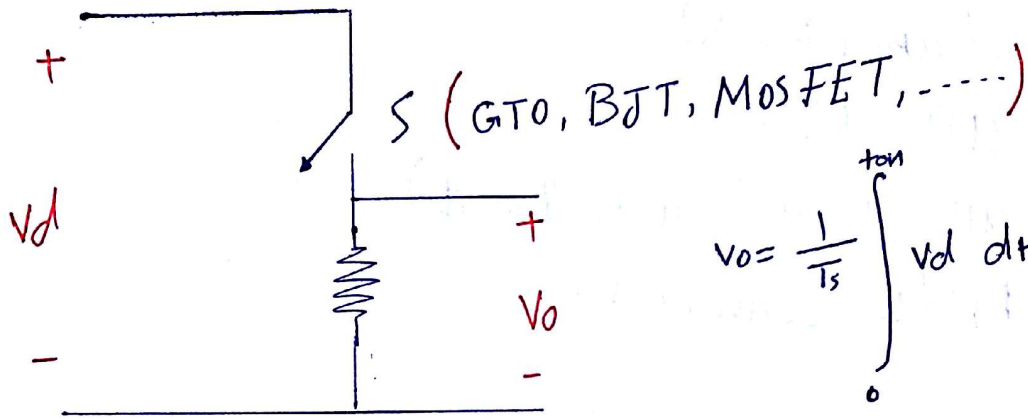 +
S (GTO, BJT, MOSFET, -----)
Vd
-
+
Vo
-
ton
vo = 1/Ts ∫ vd dt
0